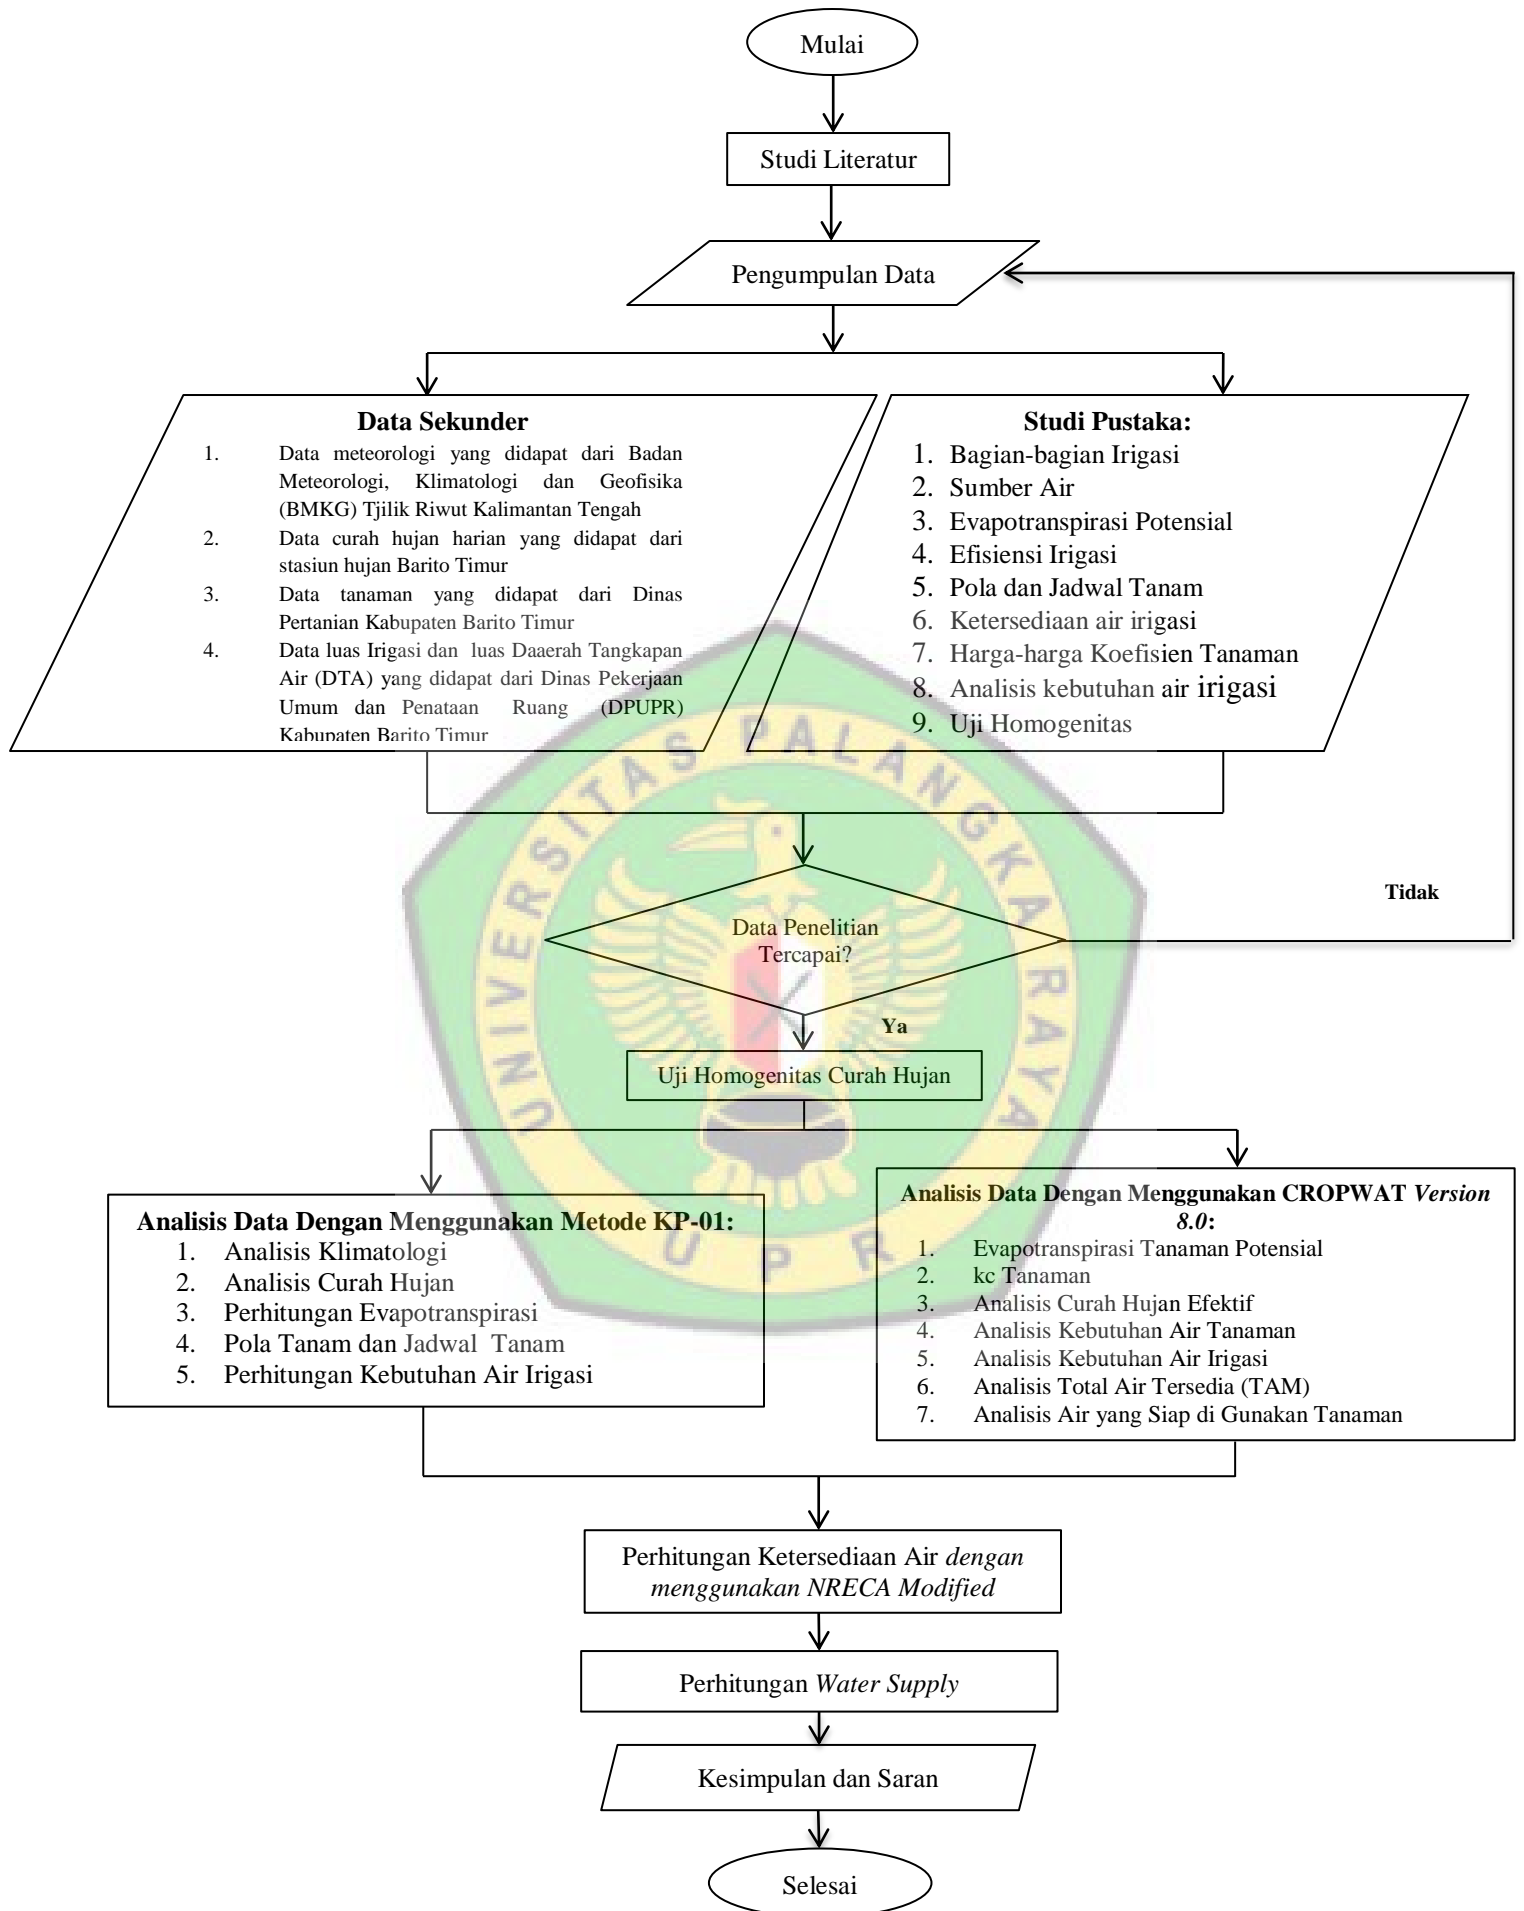 Mulai
Studi Literatur
Pengumpulan Data
Data Sekunder
1. Data meteorologi yang didapat dari Badan
Meteorologi, Klimatologi dan Geofisika
(BMKG) Tjilik Riwut Kalimantan Tengah
2. Data curah hujan harian yang didapat dari
stasiun hujan Barito Timur
3. Data tanaman yang didapat dari Dinas
Pertanian Kabupaten Barito Timur
4. Data luas Irigasi dan luas Daaerah Tangkapan
Air (DTA) yang didapat dari Dinas Pekerjaan
Umum dan Penataan Ruang (DPUPR)
Kabupaten Barito Timur
Studi Pustaka:
1. Bagian-bagian Irigasi
2. Sumber Air
3. Evapotranspirasi Potensial
4. Efisiensi Irigasi
5. Pola dan Jadwal Tanam
6. Ketersediaan air irigasi
7. Harga-harga Koefisien Tanaman
8. Analisis kebutuhan air irigasi
9. Uji Homogenitas
UNIVERSITAS PALANGKA RAYA
Tidak
Data Penelitian
Tercapai?
Ya
Uji Homogenitas Curah Hujan
UPR
Analisis Data Dengan Menggunakan Metode KP-01:
1. Analisis Klimatologi
2. Analisis Curah Hujan
3. Perhitungan Evapotranspirasi
4. Pola Tanam dan Jadwal Tanam
5. Perhitungan Kebutuhan Air Irigasi
Analisis Data Dengan Menggunakan CROPWAT Version
8.0:
1. Evapotranspirasi Tanaman Potensial
2. kc Tanaman
3. Analisis Curah Hujan Efektif
4. Analisis Kebutuhan Air Tanaman
5. Analisis Kebutuhan Air Irigasi
6. Analisis Total Air Tersedia (TAM)
7. Analisis Air yang Siap di Gunakan Tanaman
Perhitungan Ketersediaan Air dengan
menggunakan NRECA Modified
Perhitungan Water Supply
Kesimpulan dan Saran
Selesai